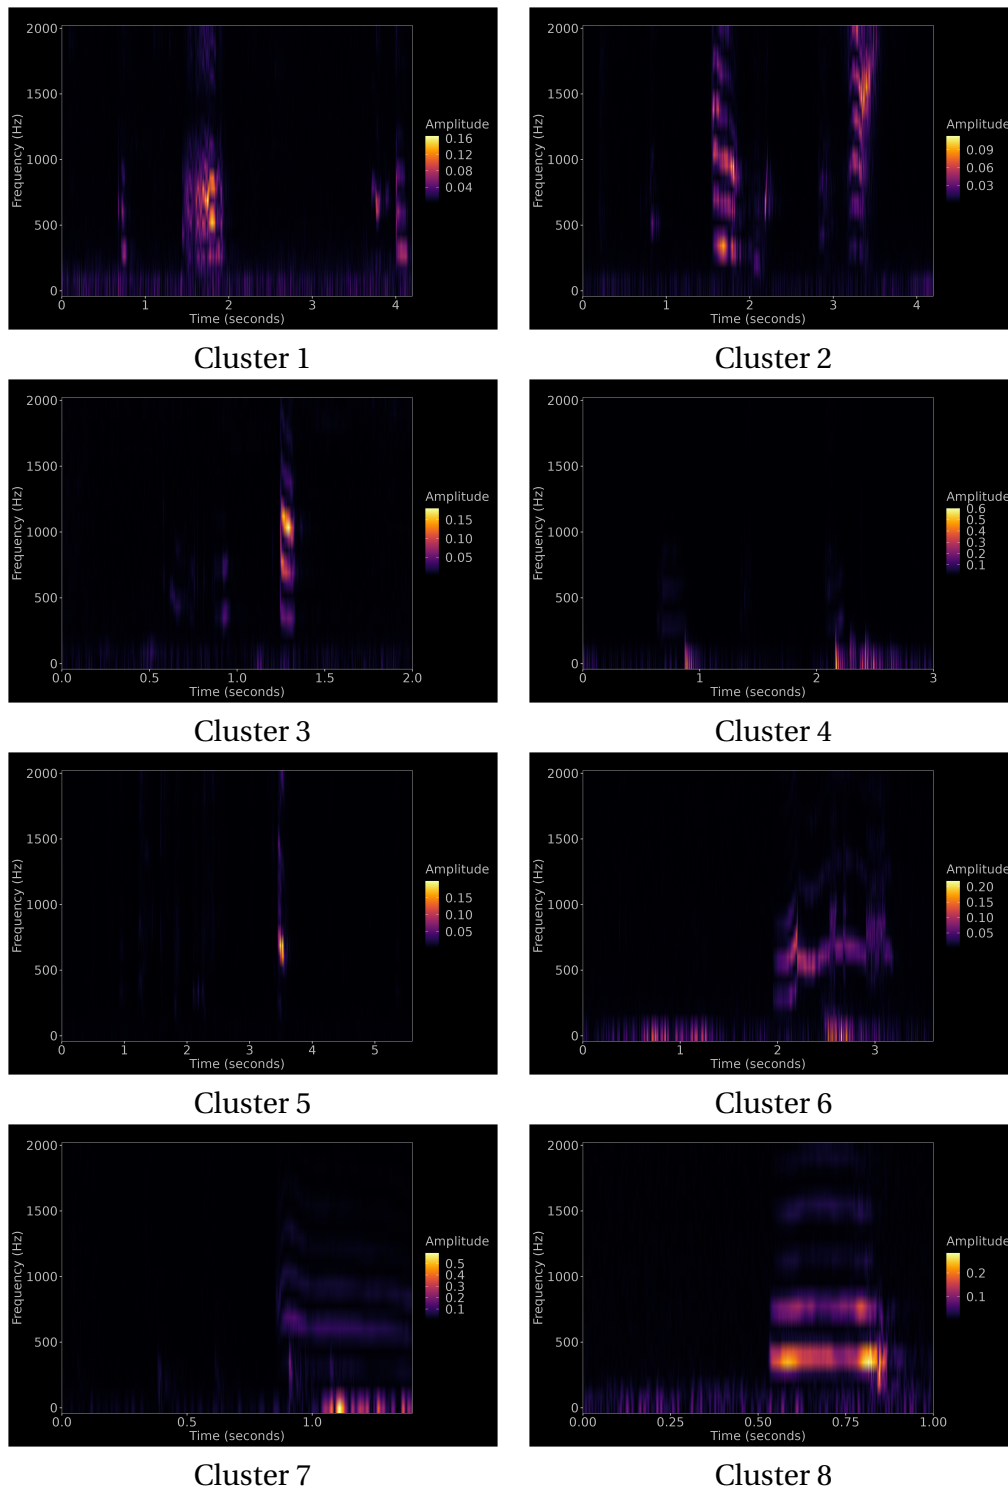 2000
1500
1000
500
0
Frequency (Hz)
0 1 2 3 4
Time (seconds)
Amplitude
0.16
0.12
0.08
0.04
Cluster 1
2000
1500
1000
500
0
Frequency (Hz)
0 1 2 3 4
Time (seconds)
Amplitude
0.09
0.06
0.03
Cluster 2
2000
1500
1000
500
0
Frequency (Hz)
0.0 0.5 1.0 1.5 2.0
Time (seconds)
Amplitude
0.15
0.10
0.05
Cluster 3
2000
1500
1000
500
0
Frequency (Hz)
0 1 2 3
Time (seconds)
Amplitude
0.6
0.5
0.4
0.3
0.2
0.1
Cluster 4
2000
1500
1000
500
0
Frequency (Hz)
0 1 2 3 4 5
Time (seconds)
Amplitude
0.15
0.10
0.05
Cluster 5
2000
1500
1000
500
0
Frequency (Hz)
0 1 2 3
Time (seconds)
Amplitude
0.20
0.15
0.10
0.05
Cluster 6
2000
1500
1000
500
0
Frequency (Hz)
0.0 0.5 1.0
Time (seconds)
Amplitude
0.5
0.4
0.3
0.2
0.1
Cluster 7
2000
1500
1000
500
0
Frequency (Hz)
0.00 0.25 0.50 0.75 1.00
Time (seconds)
Amplitude
0.2
0.1
Cluster 8